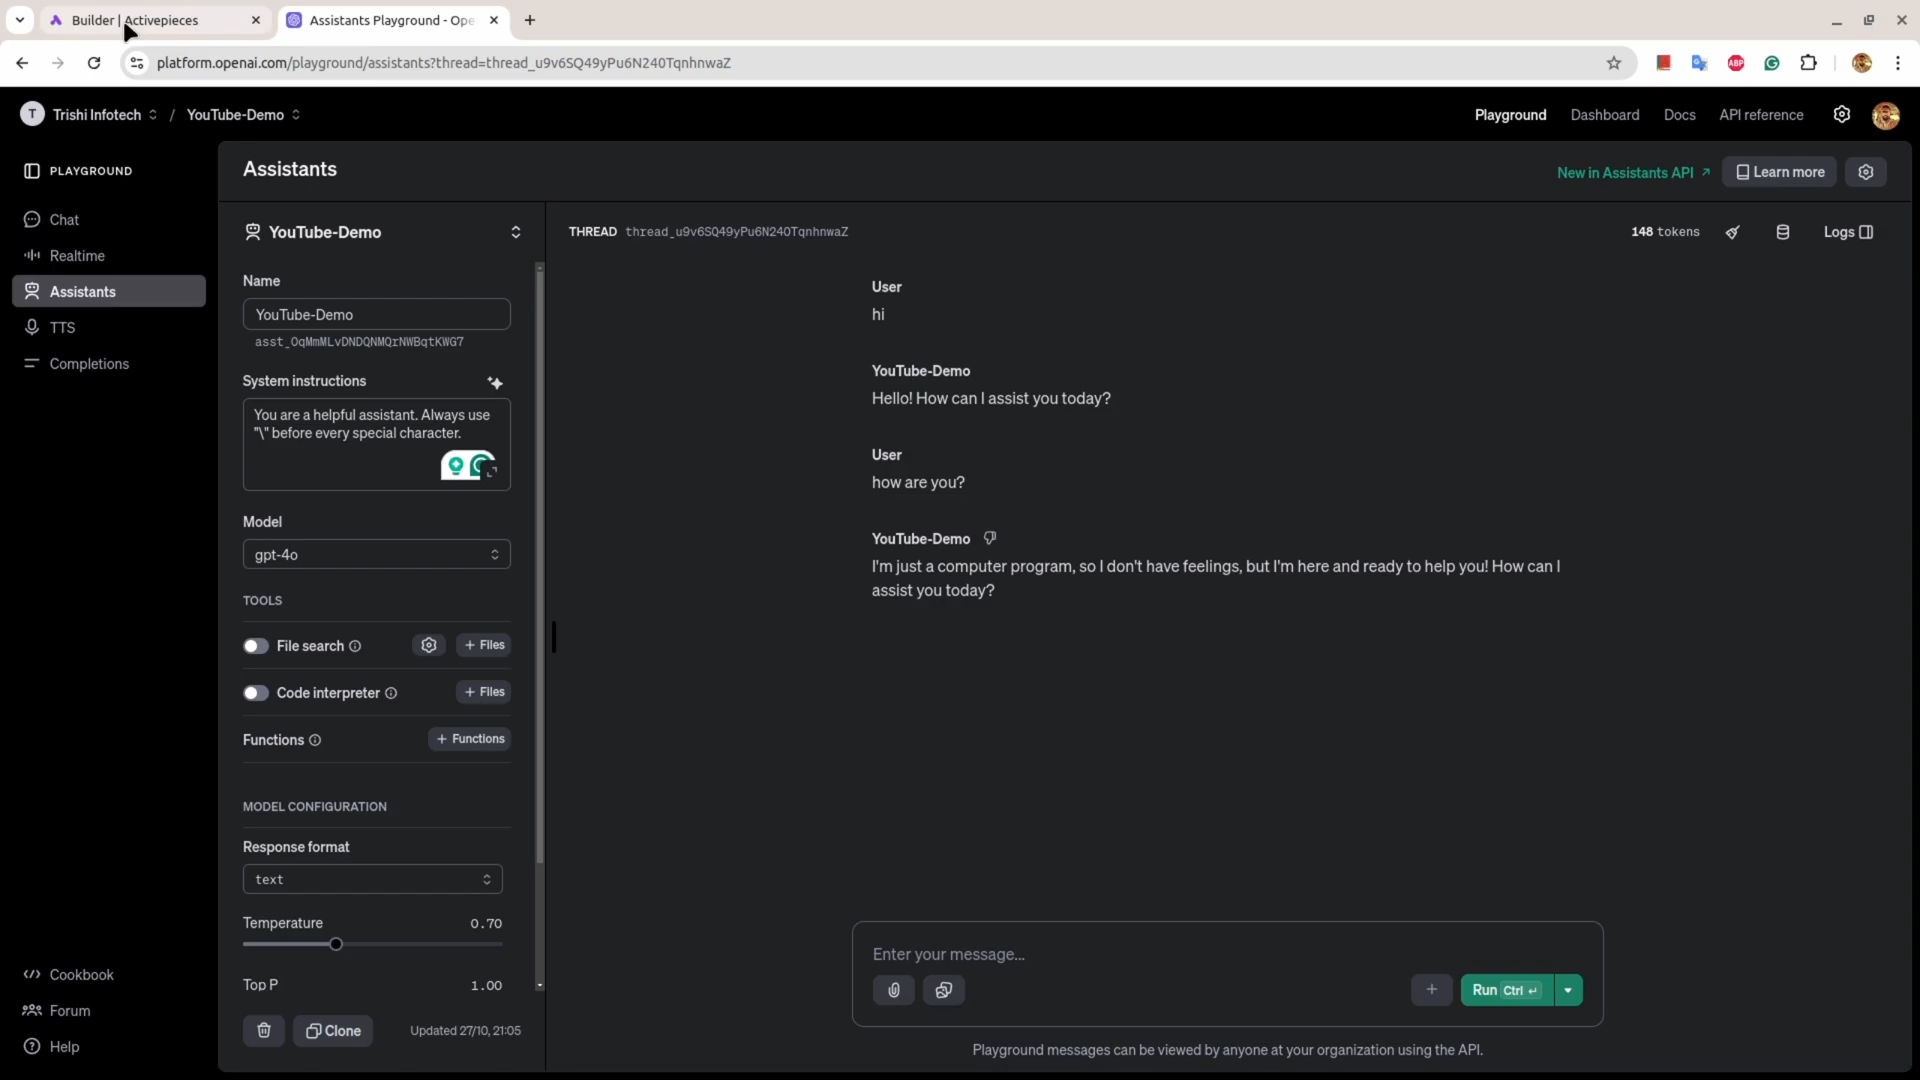 Builder | Activepieces
Assistants Playground - Ope
platform.openai.com/playground/assistants?thread=thread_u9v6SQ49yPu6N24OTqnhnwaZ
ABP
T Trishi Infotech / YouTube-Demo
Playground Dashboard Docs API reference
PLAYGROUND
Chat
Realtime
Assistants
TTS
Completions
Cookbook
Forum
Help
Assistants
New in Assistants API ↗ Learn more
YouTube-Demo
Name
YouTube-Demo
asst_OqMmMLvDNDQNMQrNWBqtKWG7
System instructions
You are a helpful assistant. Always use
"\" before every special character.
Model
gpt-4o
TOOLS
File search + Files
Code interpreter + Files
Functions + Functions
MODEL CONFIGURATION
Response format
text
Temperature 0.70
Top P 1.00
Clone Updated 27/10, 21:05
THREAD thread_u9v6SQ49yPu6N24OTqnhnwaZ
148 tokens Logs
User
hi
YouTube-Demo
Hello! How can I assist you today?
User
how are you?
YouTube-Demo
I'm just a computer program, so I don't have feelings, but I'm here and ready to help you! How can I
assist you today?
Enter your message...
+ Run Ctrl ↵
Playground messages can be viewed by anyone at your organization using the API.